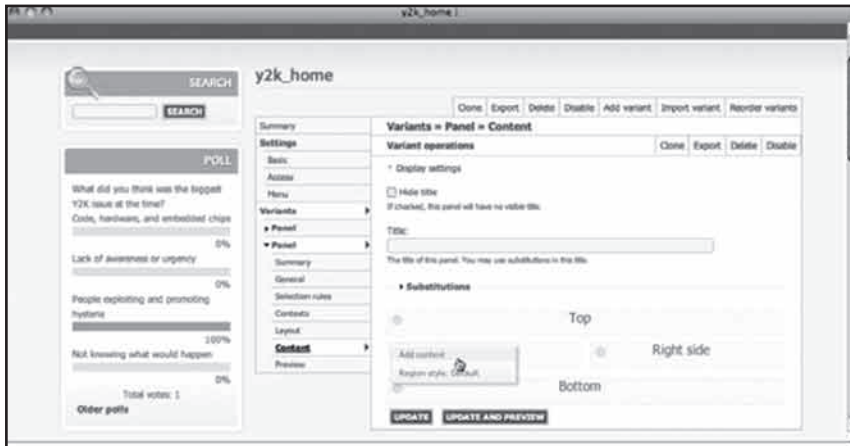 y2k_home |
SEARCH
SEARCH
POLL
What did you think was the biggest
Y2K issue at the time?
Code, hardware, and embedded chips
0%
Lack of awareness or urgency
0%
People exploiting and promoting
hysteria
100%
Not knowing what would happen
0%
Total votes: 1
Older polls
y2k_home
Clone Export Delete Disable Add variant Import variant Reorder variants
Summary
Settings
Basic
Access
Menu
Variants
Panel
Panel
Summary
General
Selection rules
Contexts
Layout
Content
Preview
Variants » Panel » Content
Variant operations
Clone Export Delete Disable
Display settings
Hide title
If checked, this panel will have no visible title.
Title:
The title of this panel. You may use substitutions in this title.
Substitutions
Top
Add content
Region style: Default
Right side
Bottom
UPDATE UPDATE AND PREVIEW